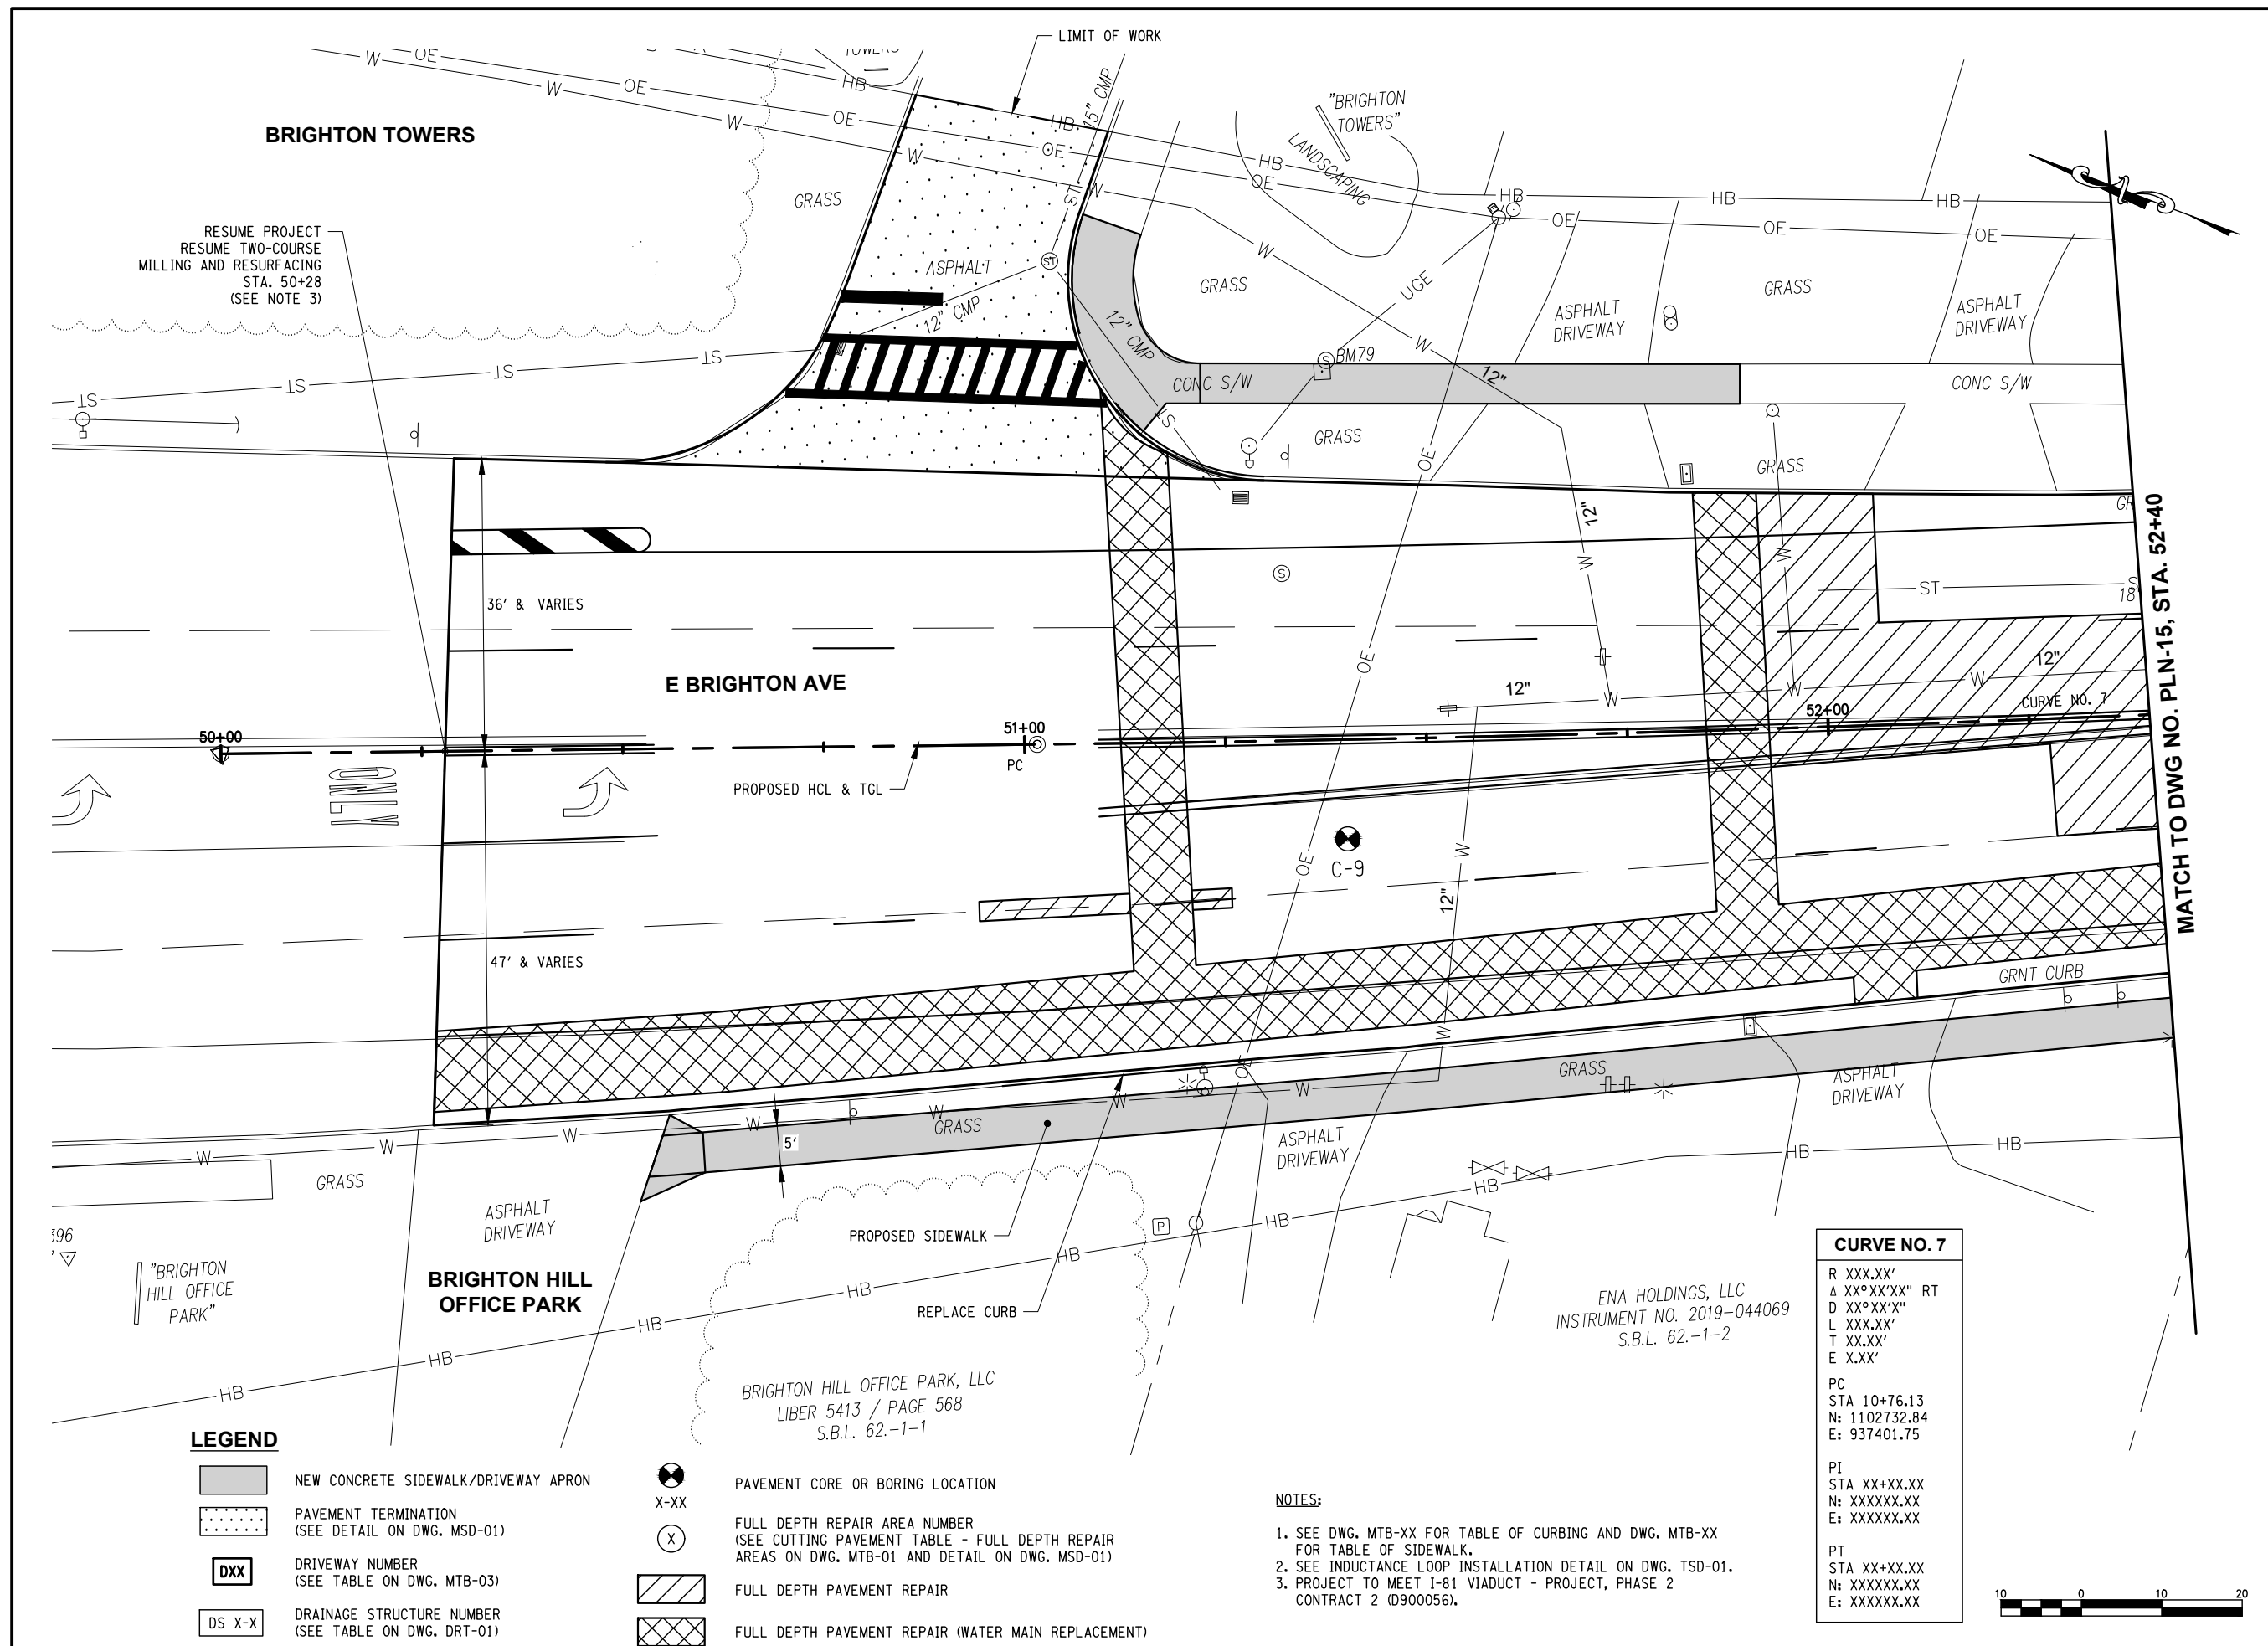 LIMIT OF WORK
TOWERS"
BRIGHTON TOWERS
RESUME PROJECT
RESUME TWO-COURSE
MILLING AND RESURFACING
STA. 50+28
(SEE NOTE 3)
GRASS
ASPHALT
12" CMP
15" CMP
12" CMP
"BRIGHTON
TOWERS"
LANDSCAPING
GRASS
UGE
BM79
12"
CONC S/W
GRASS
ASPHALT
DRIVEWAY
GRASS
ASPHALT
DRIVEWAY
CONC S/W
GRASS
36' & VARIES
E BRIGHTON AVE
12"
12"
12"
ST
18"
CURVE NO. 7
50+00
51+00
PC
52+00
ONLY
PROPOSED HCL & TGL
C-9
12"
47' & VARIES
MATCH TO DWG NO. PLN-15, STA. 52+40
GRNT CURB
GRASS
ASPHALT
DRIVEWAY
GRASS
5'
ASPHALT
DRIVEWAY
GRASS
ASPHALT
DRIVEWAY
PROPOSED SIDEWALK
REPLACE CURB
P
396
"BRIGHTON
HILL OFFICE
PARK"
BRIGHTON HILL
OFFICE PARK
BRIGHTON HILL OFFICE PARK, LLC
LIBER 5413 / PAGE 568
S.B.L. 62.-1-1
ENA HOLDINGS, LLC
INSTRUMENT NO. 2019-044069
S.B.L. 62.-1-2
CURVE NO. 7
R XXX.XX'
Δ XX°XX'XX" RT
D XX°XX'X"
L XXX.XX'
T XX.XX'
E X.XX'
PC
STA 10+76.13
N: 1102732.84
E: 937401.75
PI
STA XX+XX.XX
N: XXXXXX.XX
E: XXXXXX.XX
PT
STA XX+XX.XX
N: XXXXXX.XX
E: XXXXXX.XX
LEGEND
NEW CONCRETE SIDEWALK/DRIVEWAY APRON
PAVEMENT TERMINATION
(SEE DETAIL ON DWG. MSD-01)
DXX
DRIVEWAY NUMBER
(SEE TABLE ON DWG. MTB-03)
DS X-X
DRAINAGE STRUCTURE NUMBER
(SEE TABLE ON DWG. DRT-01)
X-XX
PAVEMENT CORE OR BORING LOCATION
X
FULL DEPTH REPAIR AREA NUMBER
(SEE CUTTING PAVEMENT TABLE - FULL DEPTH REPAIR
AREAS ON DWG. MTB-01 AND DETAIL ON DWG. MSD-01)
FULL DEPTH PAVEMENT REPAIR
FULL DEPTH PAVEMENT REPAIR (WATER MAIN REPLACEMENT)
NOTES:
1. SEE DWG. MTB-XX FOR TABLE OF CURBING AND DWG. MTB-XX
FOR TABLE OF SIDEWALK.
2. SEE INDUCTANCE LOOP INSTALLATION DETAIL ON DWG. TSD-01.
3. PROJECT TO MEET I-81 VIADUCT - PROJECT, PHASE 2
CONTRACT 2 (D900056).
10 0 10 20